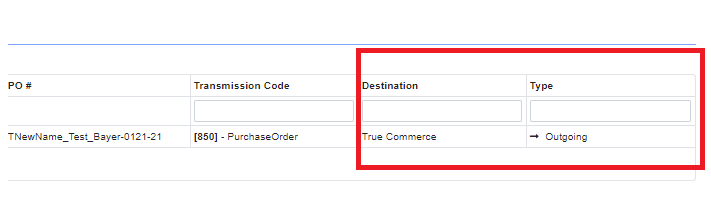 PO # Transmission Code Destination Type
TNewName_Test_Bayer-0121-21 [850] - PurchaseOrder True Commerce → Outgoing